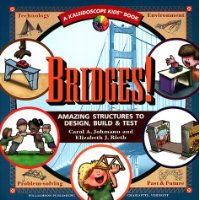 A KALEIDOSCOPE KIDS™ BOOK
Technology
Environment
BRIDGES!
AMAZING STRUCTURES TO
DESIGN, BUILD & TEST
Carol A. Johmann and
Elizabeth J. Rieth
Problem-solving
Past & Future
WILLIAMSON PUBLISHING
CHARLOTTE, VERMONT